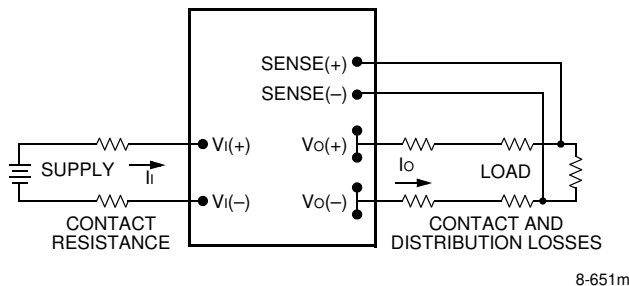 SENSE(+)
SENSE(–)
VI(+)
VO(+)
SUPPLY
II
IO
LOAD
VI(–)
VO(–)
CONTACT
RESISTANCE
CONTACT AND
DISTRIBUTION LOSSES
8-651m